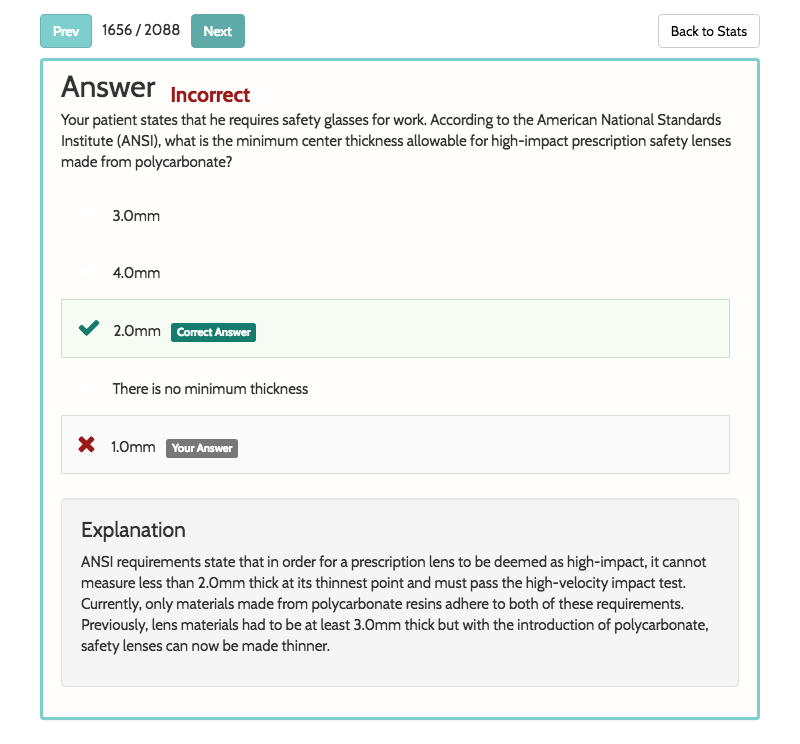 Prev 1656 / 2088 Next Back to Stats
Answer Incorrect
Your patient states that he requires safety glasses for work. According to the American National Standards
Institute (ANSI), what is the minimum center thickness allowable for high-impact prescription safety lenses
made from polycarbonate?
3.0mm
4.0mm
2.0mm Correct Answer
There is no minimum thickness
1.0mm Your Answer
Explanation
ANSI requirements state that in order for a prescription lens to be deemed as high-impact, it cannot
measure less than 2.0mm thick at its thinnest point and must pass the high-velocity impact test.
Currently, only materials made from polycarbonate resins adhere to both of these requirements.
Previously, lens materials had to be at least 3.0mm thick but with the introduction of polycarbonate,
safety lenses can now be made thinner.